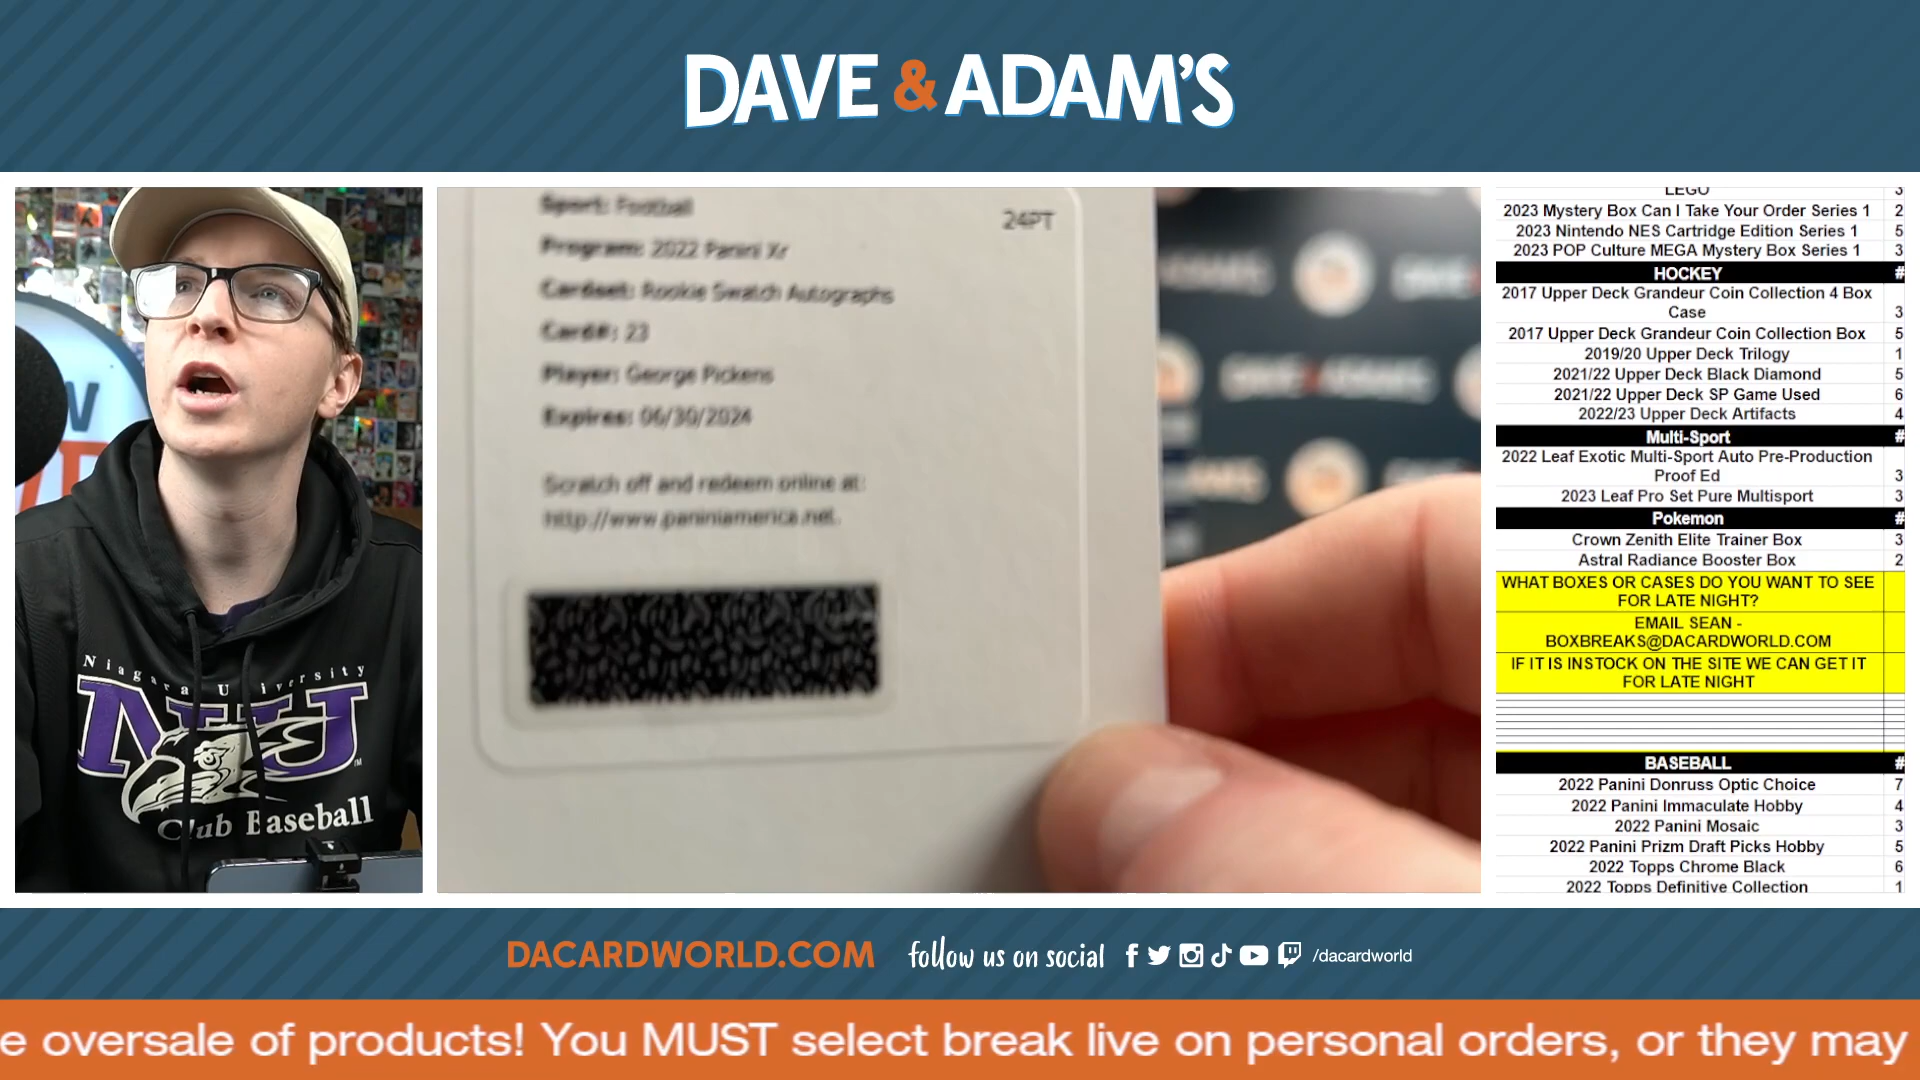 DAVE & ADAM'S
Niagara University
NU
TM
Club Baseball
Sport: Football
24PT
Program: 2022 Panini Xr
Cardset: Rookie Swatch Autographs
Card#: 23
Player: George Pickens
Expires: 06/30/2024
Scratch off and redeem online at:
http://www.paniniamerica.net.
DAVE & ADAM'S
LEGO 3
2023 Mystery Box Can I Take Your Order Series 1 2
2023 Nintendo NES Cartridge Edition Series 1 5
2023 POP Culture MEGA Mystery Box Series 1 3
HOCKEY #
2017 Upper Deck Grandeur Coin Collection 4 Box
Case 3
2017 Upper Deck Grandeur Coin Collection Box 5
2019/20 Upper Deck Trilogy 1
2021/22 Upper Deck Black Diamond 5
2021/22 Upper Deck SP Game Used 6
2022/23 Upper Deck Artifacts 4
Multi-Sport #
2022 Leaf Exotic Multi-Sport Auto Pre-Production
Proof Ed 3
2023 Leaf Pro Set Pure Multisport 3
Pokemon #
Crown Zenith Elite Trainer Box 3
Astral Radiance Booster Box 2
WHAT BOXES OR CASES DO YOU WANT TO SEE
FOR LATE NIGHT?
EMAIL SEAN -
BOXBREAKS@DACARDWORLD.COM
IF IT IS INSTOCK ON THE SITE WE CAN GET IT
FOR LATE NIGHT
BASEBALL #
2022 Panini Donruss Optic Choice 7
2022 Panini Immaculate Hobby 4
2022 Panini Mosaic 3
2022 Panini Prizm Draft Picks Hobby 5
2022 Topps Chrome Black 6
2022 Topps Definitive Collection 1
DACARDWORLD.COM follow us on social /dacardworld
e oversale of products! You MUST select break live on personal orders, or they may